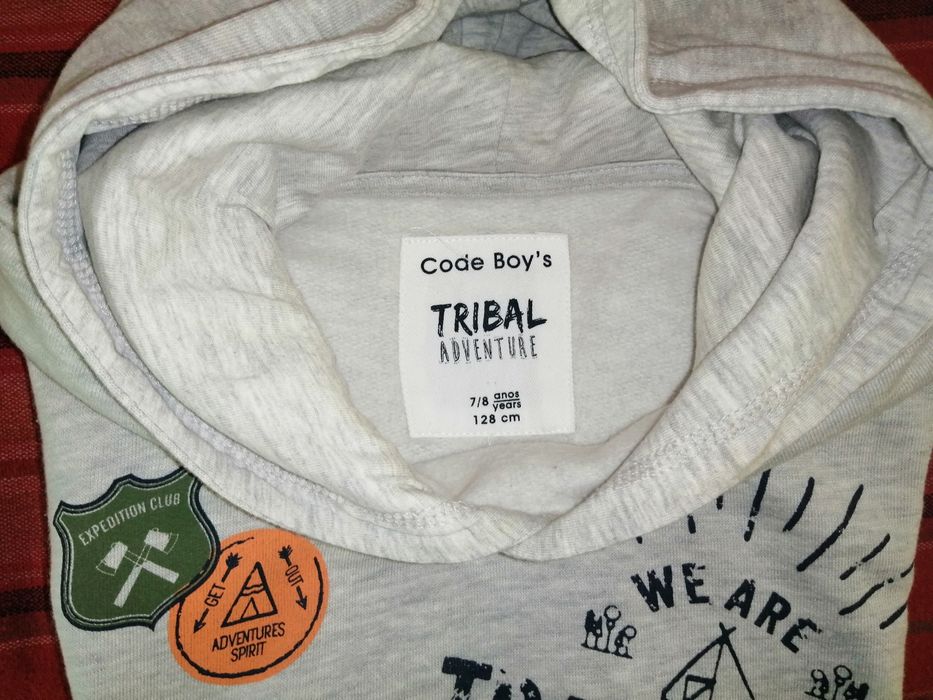 Code Boy's
TRIBAL
ADVENTURE
7/8 anos
years
128 cm
EXPEDITION CLUB
GET OUT
ADVENTURES
SPIRIT
WE ARE